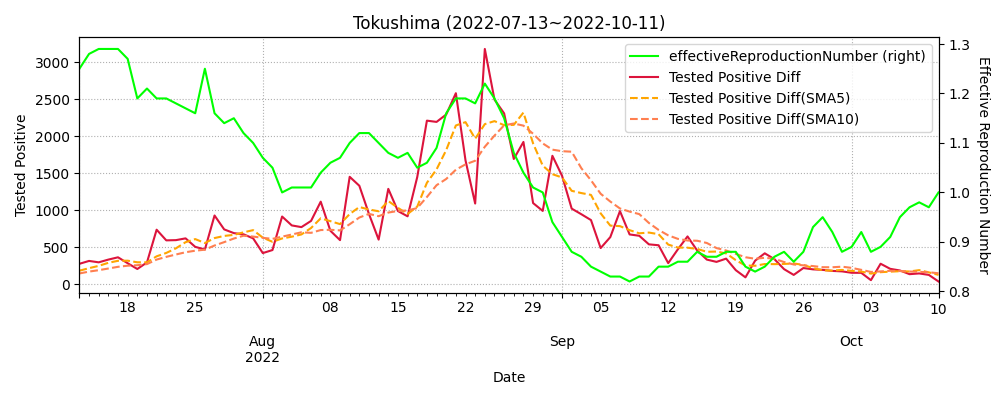 Tokushima (2022-07-13~2022-10-11)
effectiveReproductionNumber (right)
Tested Positive Diff
Tested Positive Diff(SMA5)
Tested Positive Diff(SMA10)
Tested Positive
3000
2500
2000
1500
1000
500
0
1.3
1.2
1.1
1.0
0.9
0.8
Effective Reproduction Number
18 25 08 15 22 29 05 12 19 26 03 10
Aug Sep Oct
2022
Date